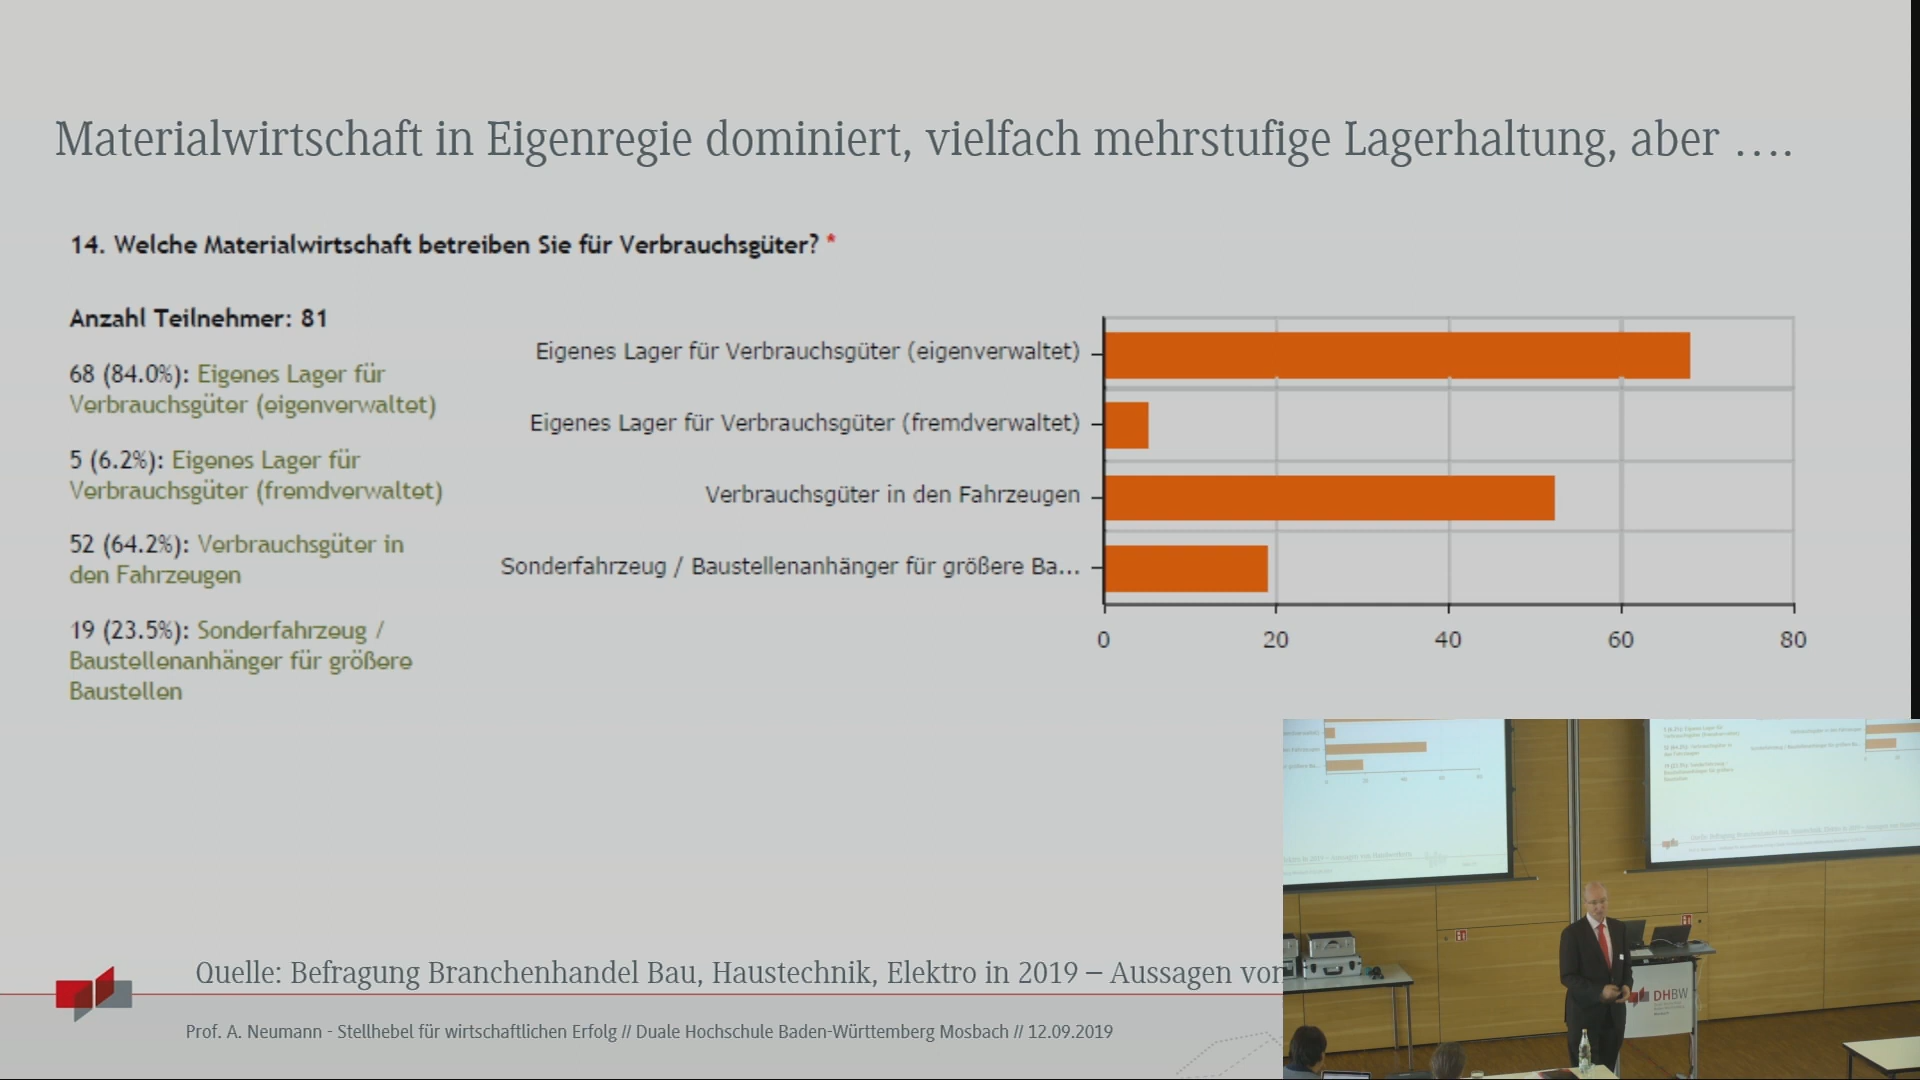 Materialwirtschaft in Eigenregie dominiert, vielfach mehrstufige Lagerhaltung, aber ….
14. Welche Materialwirtschaft betreiben Sie für Verbrauchsgüter? *
Anzahl Teilnehmer: 81
68 (84.0%): Eigenes Lager für
Verbrauchsgüter (eigenverwaltet)
5 (6.2%): Eigenes Lager für
Verbrauchsgüter (fremdverwaltet)
52 (64.2%): Verbrauchsgüter in
den Fahrzeugen
19 (23.5%): Sonderfahrzeug /
Baustellenanhänger für größere
Baustellen
Eigenes Lager für Verbrauchsgüter (eigenverwaltet)
Eigenes Lager für Verbrauchsgüter (fremdverwaltet)
Verbrauchsgüter in den Fahrzeugen
Sonderfahrzeug / Baustellenanhänger für größere Ba...
0 20 40 60 80
Quelle: Befragung Branchenhandel Bau, Haustechnik, Elektro in 2019 – Aussagen von
Prof. A. Neumann - Stellhebel für wirtschaftlichen Erfolg // Duale Hochschule Baden-Württemberg Mosbach // 12.09.2019
DHBW